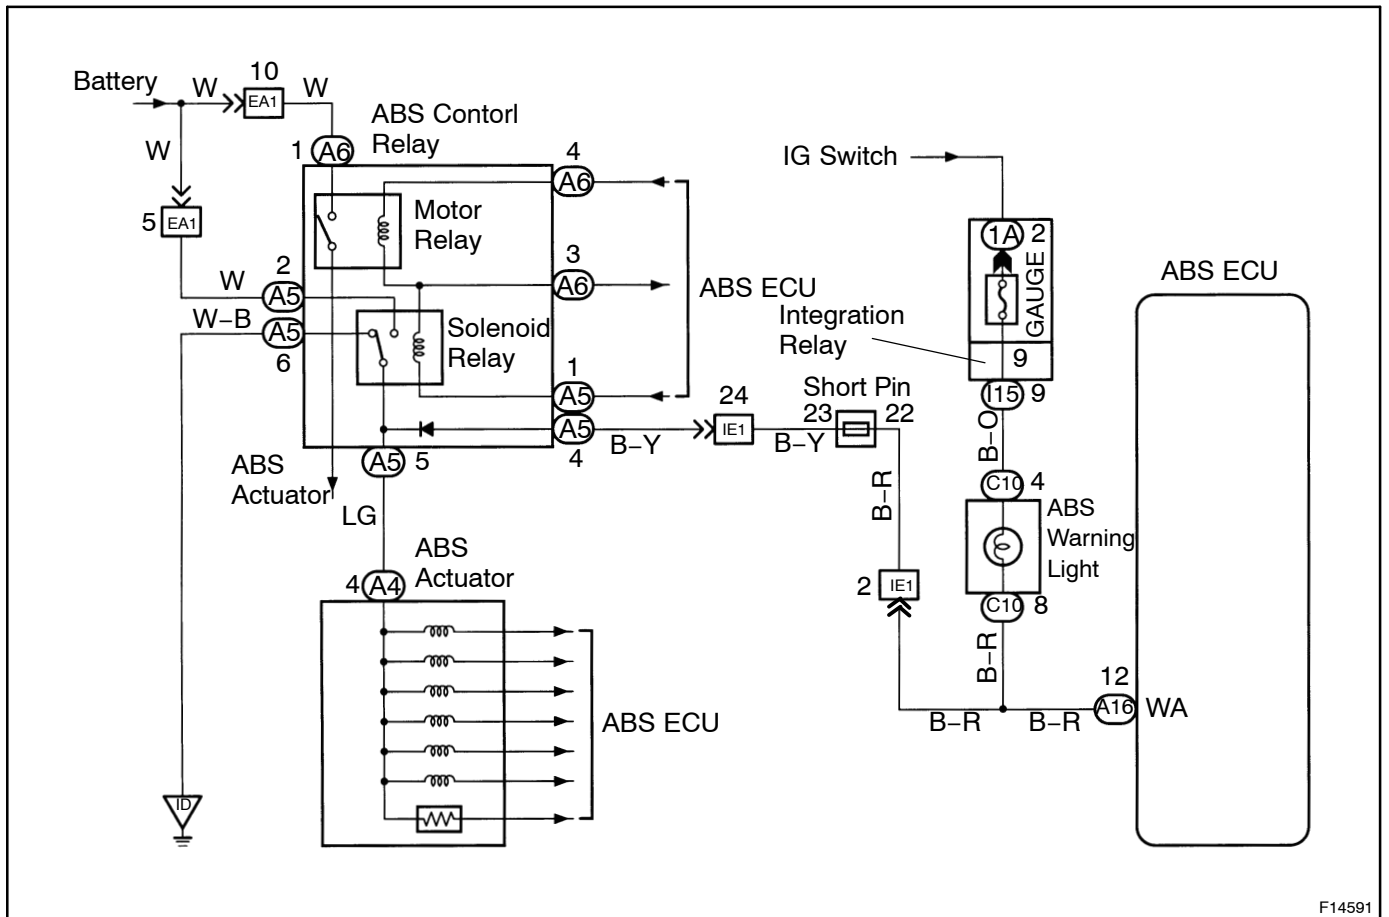 Battery
W
10
EA1
W
ABS Contorl
Relay
W
5
EA1
1
A6
4
A6
Motor
Relay
3
A6
ABS ECU
2
W
A5
W–B
A5
6
Solenoid
Relay
1
A5
A5
4
B–Y
24
IE1
B–Y
Short Pin
23
22
B–R
2
IE1
A5
5
ABS
Actuator
LG
ABS
Actuator
4
A4
ABS ECU
ID
IG Switch
1A
2
GAUGE
Integration
Relay
9
I15
9
B–O
C10
4
ABS
Warning
Light
C10
8
B–R
B–R
B–R
12
A16
WA
ABS ECU
F14591